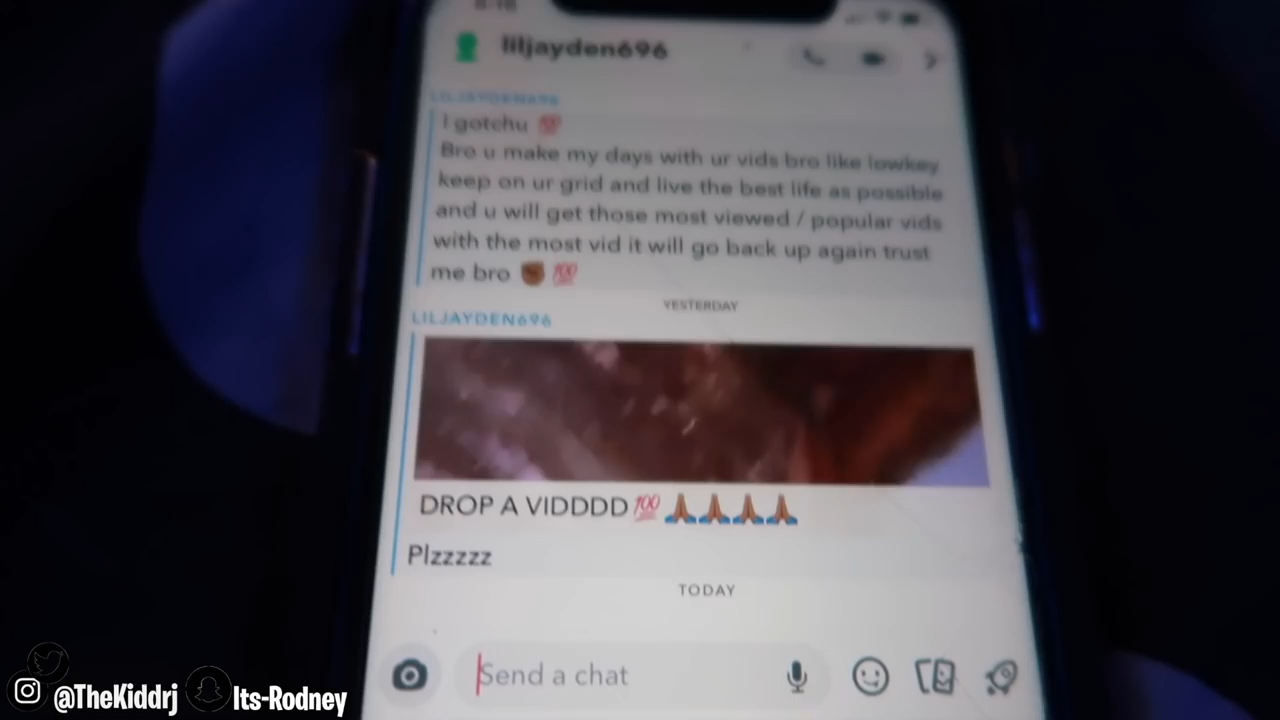 liljayden696
LILJAYDEN696
I gotchu 💯
Bro u make my days with ur vids bro like lowkey
keep on ur grid and live the best life as possible
and u will get those most viewed / popular vids
with the most vid it will go back up again trust
me bro ✊🏾 💯
YESTERDAY
LILJAYDEN696
DROP A VIDDDD💯🙏🏾🙏🏾🙏🏾🙏🏾
Plzzzzz
TODAY
Send a chat
@TheKiddrj
Its-Rodney